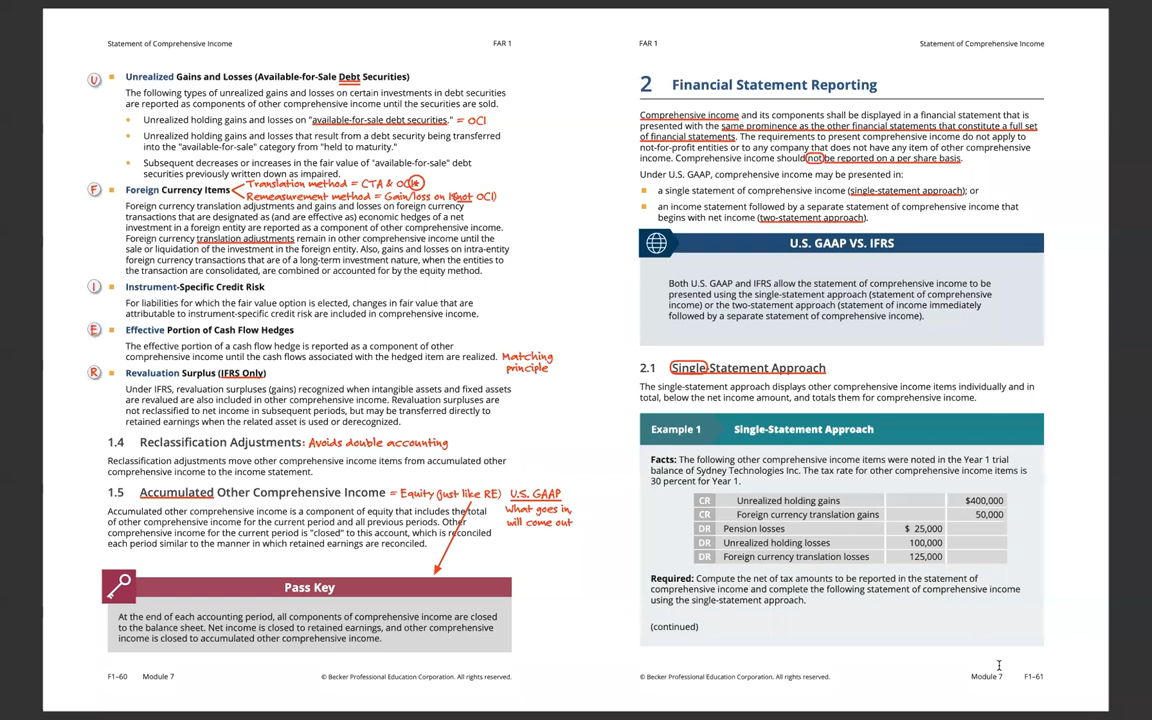 Statement of Comprehensive Income FAR 1
U Unrealized Gains and Losses (Available-for-Sale Debt Securities)
The following types of unrealized gains and losses on certain investments in debt securities
are reported as components of other comprehensive income until the securities are sold.
Unrealized holding gains and losses on "available-for-sale debt securities." = OCI
Unrealized holding gains and losses that result from a debt security being transferred
into the "available-for-sale" category from "held to maturity."
Subsequent decreases or increases in the fair value of "available-for-sale" debt
securities previously written down as impaired.
Translation method = CTA & OCI
F Foreign Currency Items
Remeasurement method = Gain/loss on IS (not OCI)
Foreign currency translation adjustments and gains and losses on foreign currency
transactions that are designated as (and are effective as) economic hedges of a net
investment in a foreign entity are reported as a component of other comprehensive income.
Foreign currency translation adjustments remain in other comprehensive income until the
sale or liquidation of the investment in the foreign entity. Also, gains and losses on intra-entity
foreign currency transactions that are of a long-term investment nature, when the entities to
the transaction are consolidated, are combined or accounted for by the equity method.
I Instrument-Specific Credit Risk
For liabilities for which the fair value option is elected, changes in fair value that are
attributable to instrument-specific credit risk are included in comprehensive income.
E Effective Portion of Cash Flow Hedges
The effective portion of a cash flow hedge is reported as a component of other
comprehensive income until the cash flows associated with the hedged item are realized.
Matching
principle
R Revaluation Surplus (IFRS Only)
Under IFRS, revaluation surpluses (gains) recognized when intangible assets and fixed assets
are revalued are also included in other comprehensive income. Revaluation surpluses are
not reclassified to net income in subsequent periods, but may be transferred directly to
retained earnings when the related asset is used or derecognized.
1.4 Reclassification Adjustments: Avoids double accounting
Reclassification adjustments move other comprehensive income items from accumulated other
comprehensive income to the income statement.
1.5 Accumulated Other Comprehensive Income = Equity (just like RE)
U.S. GAAP
What goes in,
will come out
Accumulated other comprehensive income is a component of equity that includes the total
of other comprehensive income for the current period and all previous periods. Other
comprehensive income for the current period is "closed" to this account, which is reconciled
each period similar to the manner in which retained earnings are reconciled.
Pass Key
At the end of each accounting period, all components of comprehensive income are closed
to the balance sheet. Net income is closed to retained earnings, and other comprehensive
income is closed to accumulated other comprehensive income.
F1–60 Module 7 © Becker Professional Education Corporation. All rights reserved.
FAR 1 Statement of Comprehensive Income
2 Financial Statement Reporting
Comprehensive income and its components shall be displayed in a financial statement that is
presented with the same prominence as the other financial statements that constitute a full set
of financial statements. The requirements to present comprehensive income do not apply to
not-for-profit entities or to any company that does not have any item of other comprehensive
income. Comprehensive income should not be reported on a per share basis.
Under U.S. GAAP, comprehensive income may be presented in:
a single statement of comprehensive income (single-statement approach); or
an income statement followed by a separate statement of comprehensive income that
begins with net income (two-statement approach).
U.S. GAAP VS. IFRS
Both U.S. GAAP and IFRS allow the statement of comprehensive income to be
presented using the single-statement approach (statement of comprehensive
income) or the two-statement approach (statement of income immediately
followed by a separate statement of comprehensive income).
2.1 Single-Statement Approach
The single-statement approach displays other comprehensive income items individually and in
total, below the net income amount, and totals them for comprehensive income.
Example 1 Single-Statement Approach
Facts: The following other comprehensive income items were noted in the Year 1 trial
balance of Sydney Technologies Inc. The tax rate for other comprehensive income items is
30 percent for Year 1.
CR Unrealized holding gains $400,000
CR Foreign currency translation gains 50,000
DR Pension losses $ 25,000
DR Unrealized holding losses 100,000
DR Foreign currency translation losses 125,000
Required: Compute the net of tax amounts to be reported in the statement of
comprehensive income and complete the following statement of comprehensive income
using the single-statement approach.
(continued)
© Becker Professional Education Corporation. All rights reserved. Module 7 F1–61